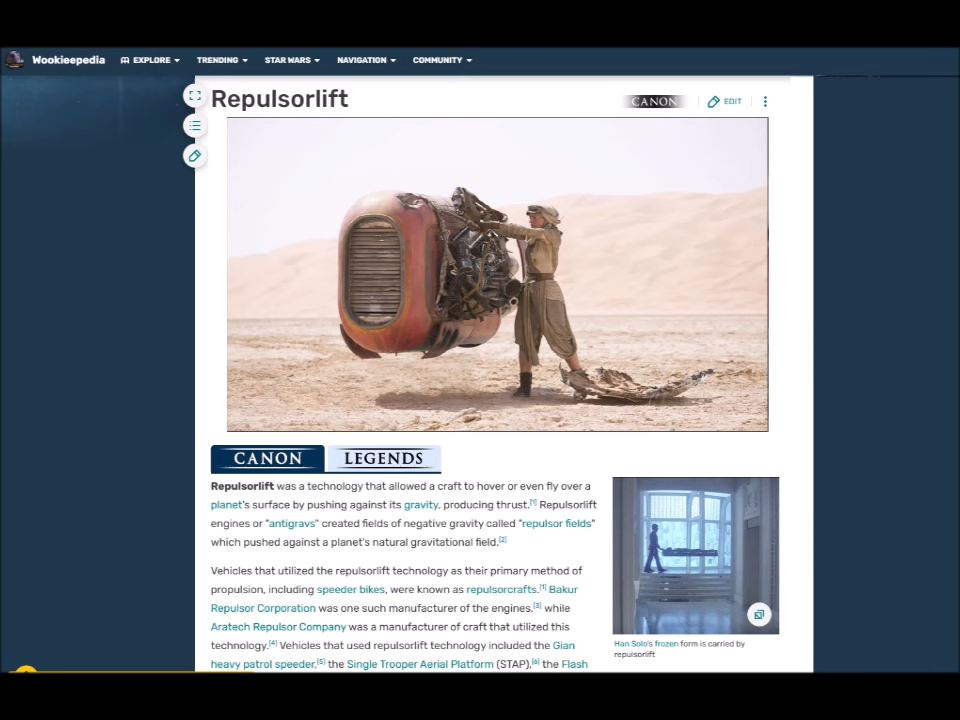 Wookieepedia EXPLORE TRENDING STAR WARS NAVIGATION COMMUNITY
Repulsorlift
CANON EDIT
CANON LEGENDS
Repulsorlift was a technology that allowed a craft to hover or even fly over a
planet's surface by pushing against its gravity, producing thrust.[1] Repulsorlift
engines or "antigravs" created fields of negative gravity called "repulsor fields"
which pushed against a planet's natural gravitational field.[2]
Vehicles that utilized the repulsorlift technology as their primary method of
propulsion, including speeder bikes, were known as repulsorcrafts.[1] Bakur
Repulsor Corporation was one such manufacturer of the engines,[3] while
Aratech Repulsor Company was a manufacturer of craft that utilized this
technology.[4] Vehicles that used repulsorlift technology included the Gian
heavy patrol speeder,[5] the Single Trooper Aerial Platform (STAP),[6] the Flash
Han Solo's frozen form is carried by
repulsorlift